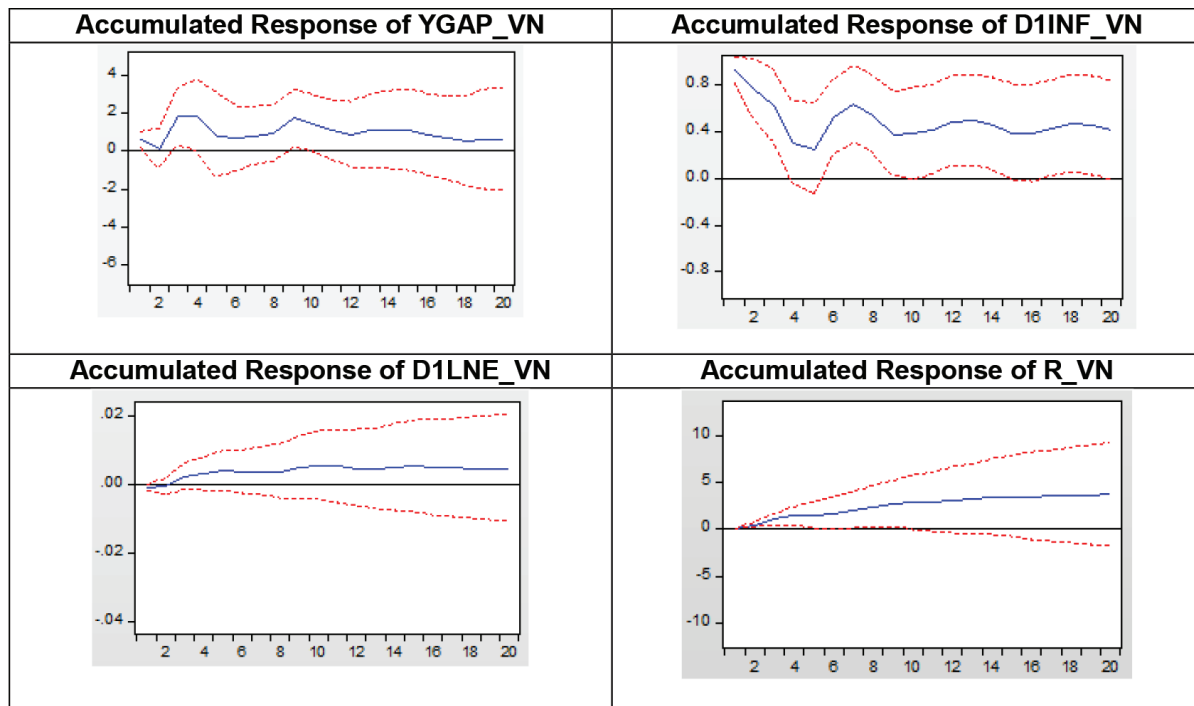 Accumulated Response of YGAP_VN
4
2
0
-2
-4
-6
2 4 6 8 10 12 14 16 18 20
Accumulated Response of D1INF_VN
0.8
0.4
0.0
-0.4
-0.8
2 4 6 8 10 12 14 16 18 20
Accumulated Response of D1LNE_VN
.02
.00
-.02
-.04
2 4 6 8 10 12 14 16 18 20
Accumulated Response of R_VN
10
5
0
-5
-10
2 4 6 8 10 12 14 16 18 20